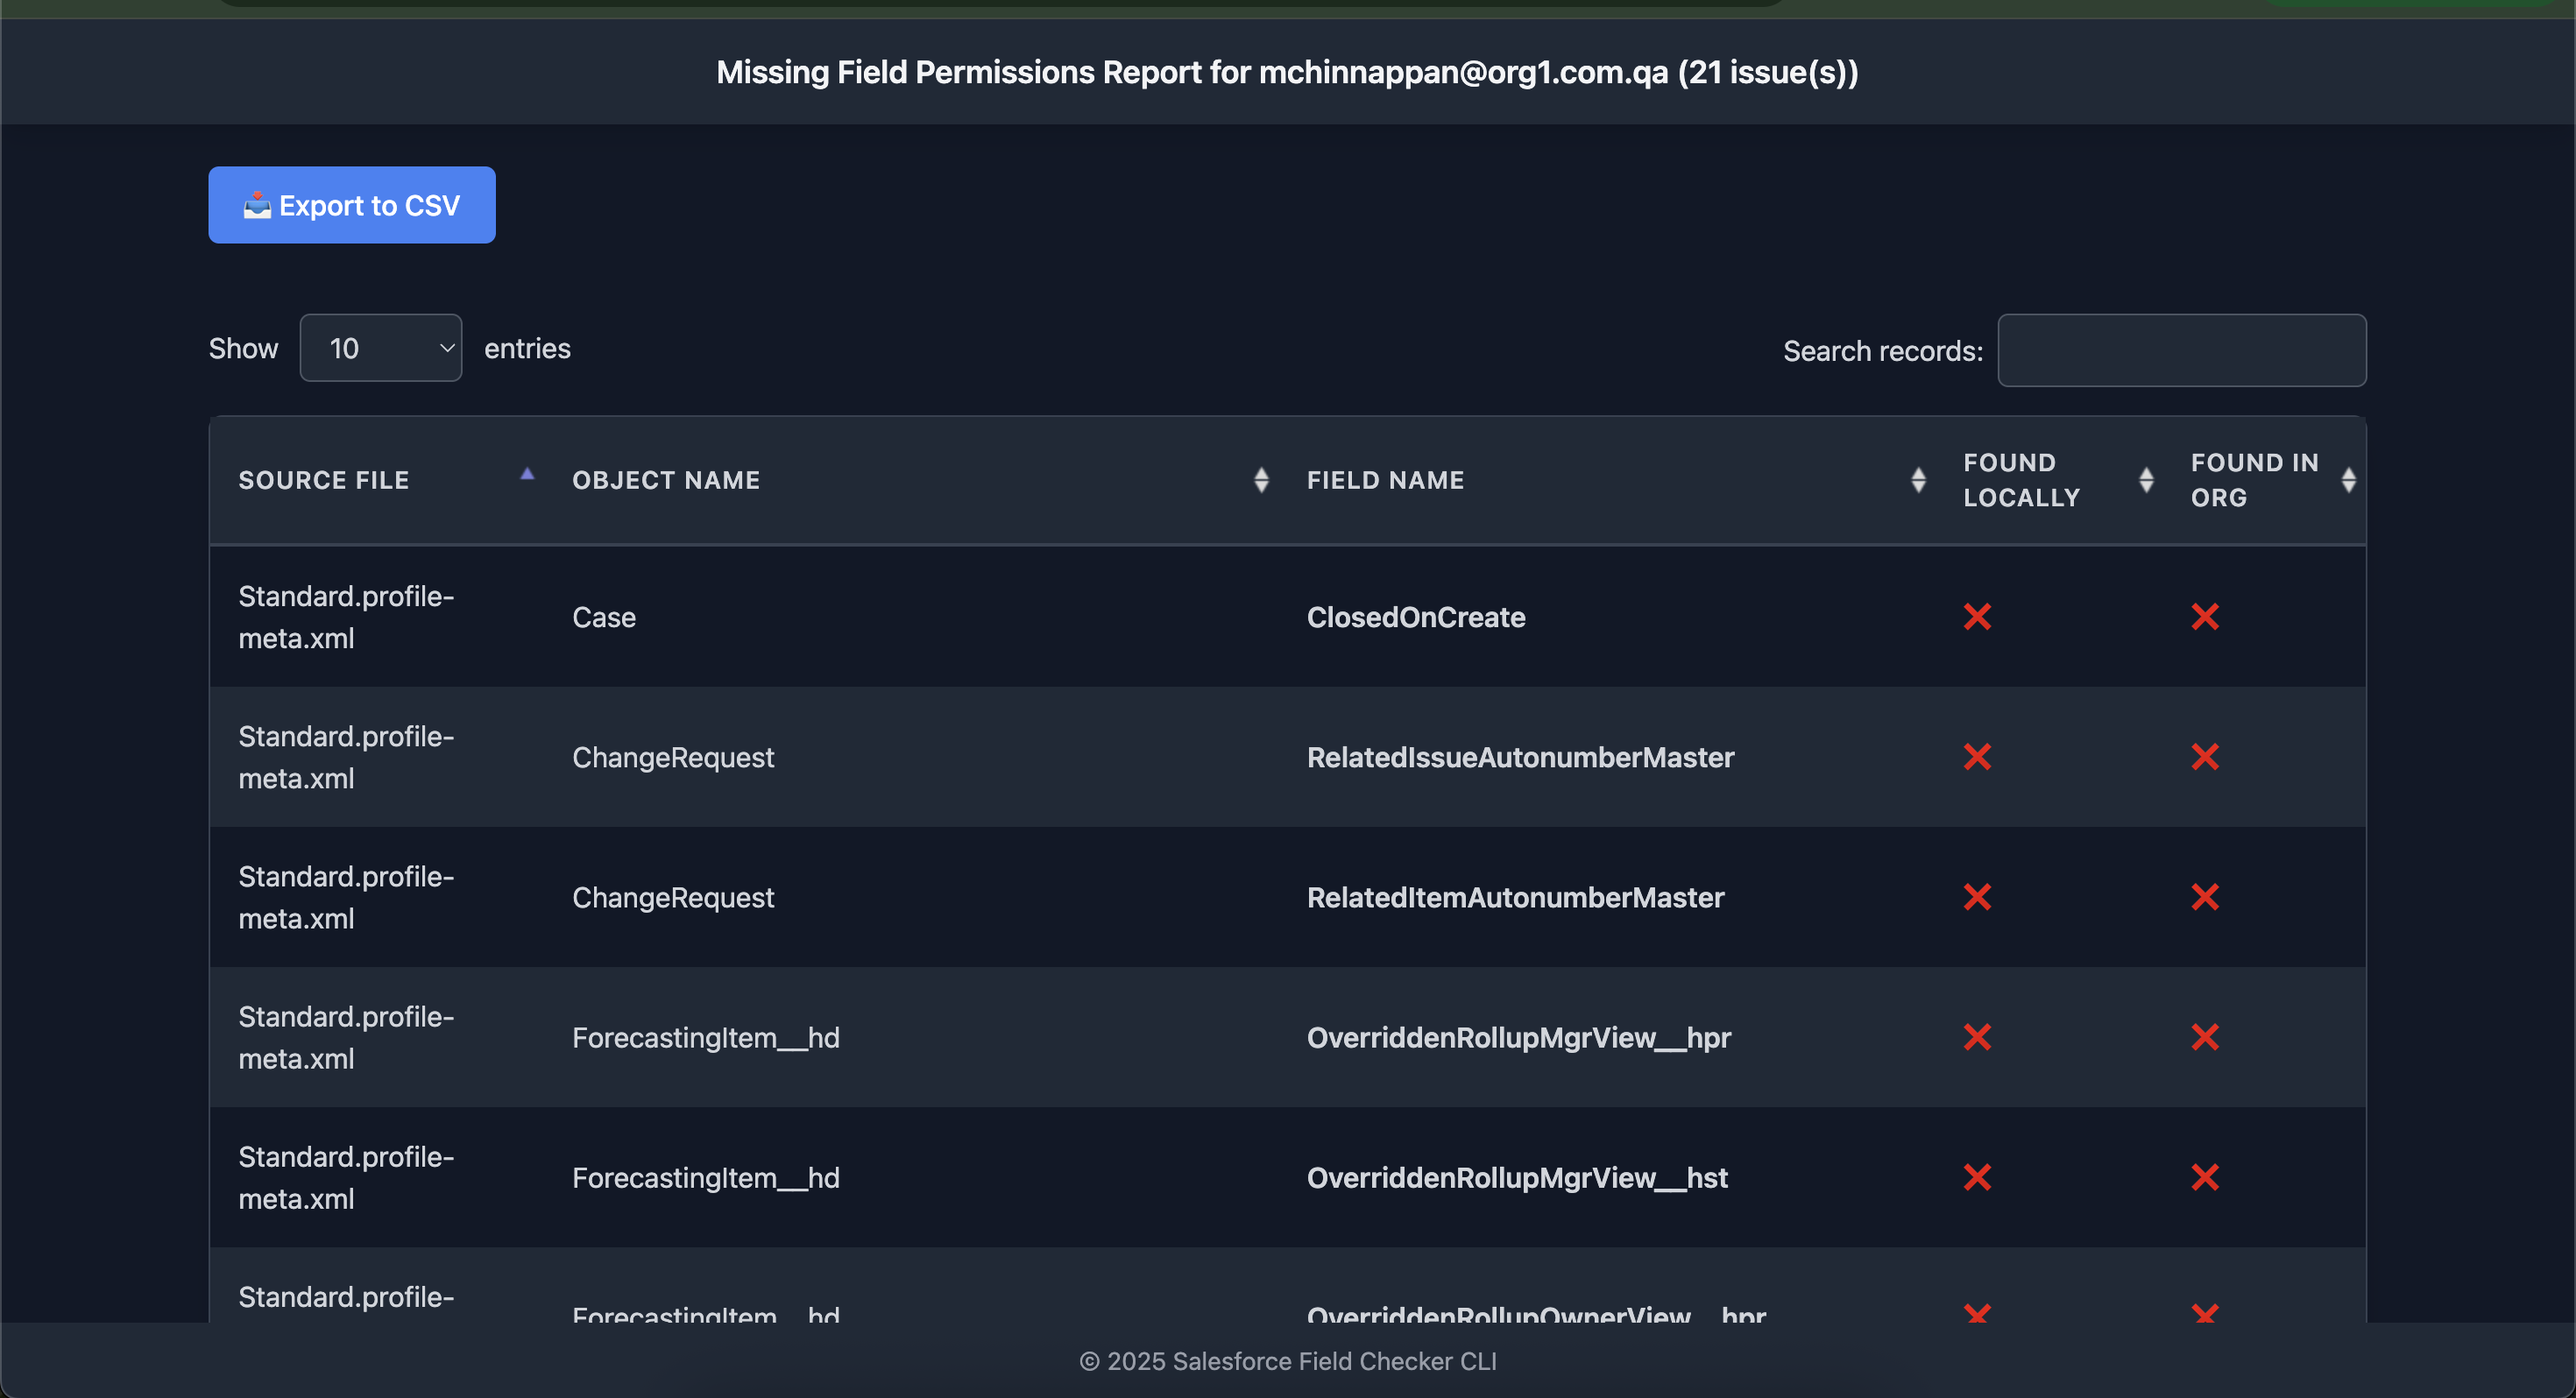 Missing Field Permissions Report for mchinnappan@org1.com.qa (21 issue(s))
Export to CSV
Show 10 entries
Search records:
SOURCE FILE OBJECT NAME FIELD NAME FOUND LOCALLY FOUND IN ORG
Standard.profile-
meta.xml
Case ClosedOnCreate ❌ ❌
Standard.profile-
meta.xml
ChangeRequest RelatedIssueAutonumberMaster ❌ ❌
Standard.profile-
meta.xml
ChangeRequest RelatedItemAutonumberMaster ❌ ❌
Standard.profile-
meta.xml
ForecastingItem__hd OverriddenRollupMgrView__hpr ❌ ❌
Standard.profile-
meta.xml
ForecastingItem__hd OverriddenRollupMgrView__hst ❌ ❌
Standard.profile-
ForecastingItem__hd OverriddenRollupOwnerView__hpr ❌ ❌
© 2025 Salesforce Field Checker CLI